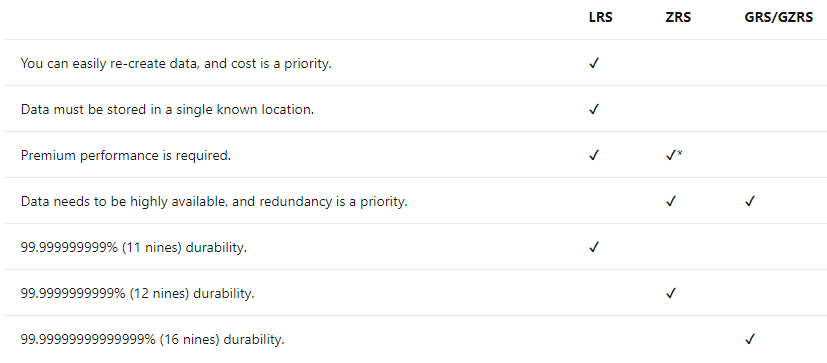 LRS ZRS GRS/GZRS
You can easily re-create data, and cost is a priority. ✓
Data must be stored in a single known location. ✓
Premium performance is required. ✓ ✓*
Data needs to be highly available, and redundancy is a priority. ✓ ✓
99.999999999% (11 nines) durability. ✓
99.9999999999% (12 nines) durability. ✓
99.99999999999999% (16 nines) durability. ✓